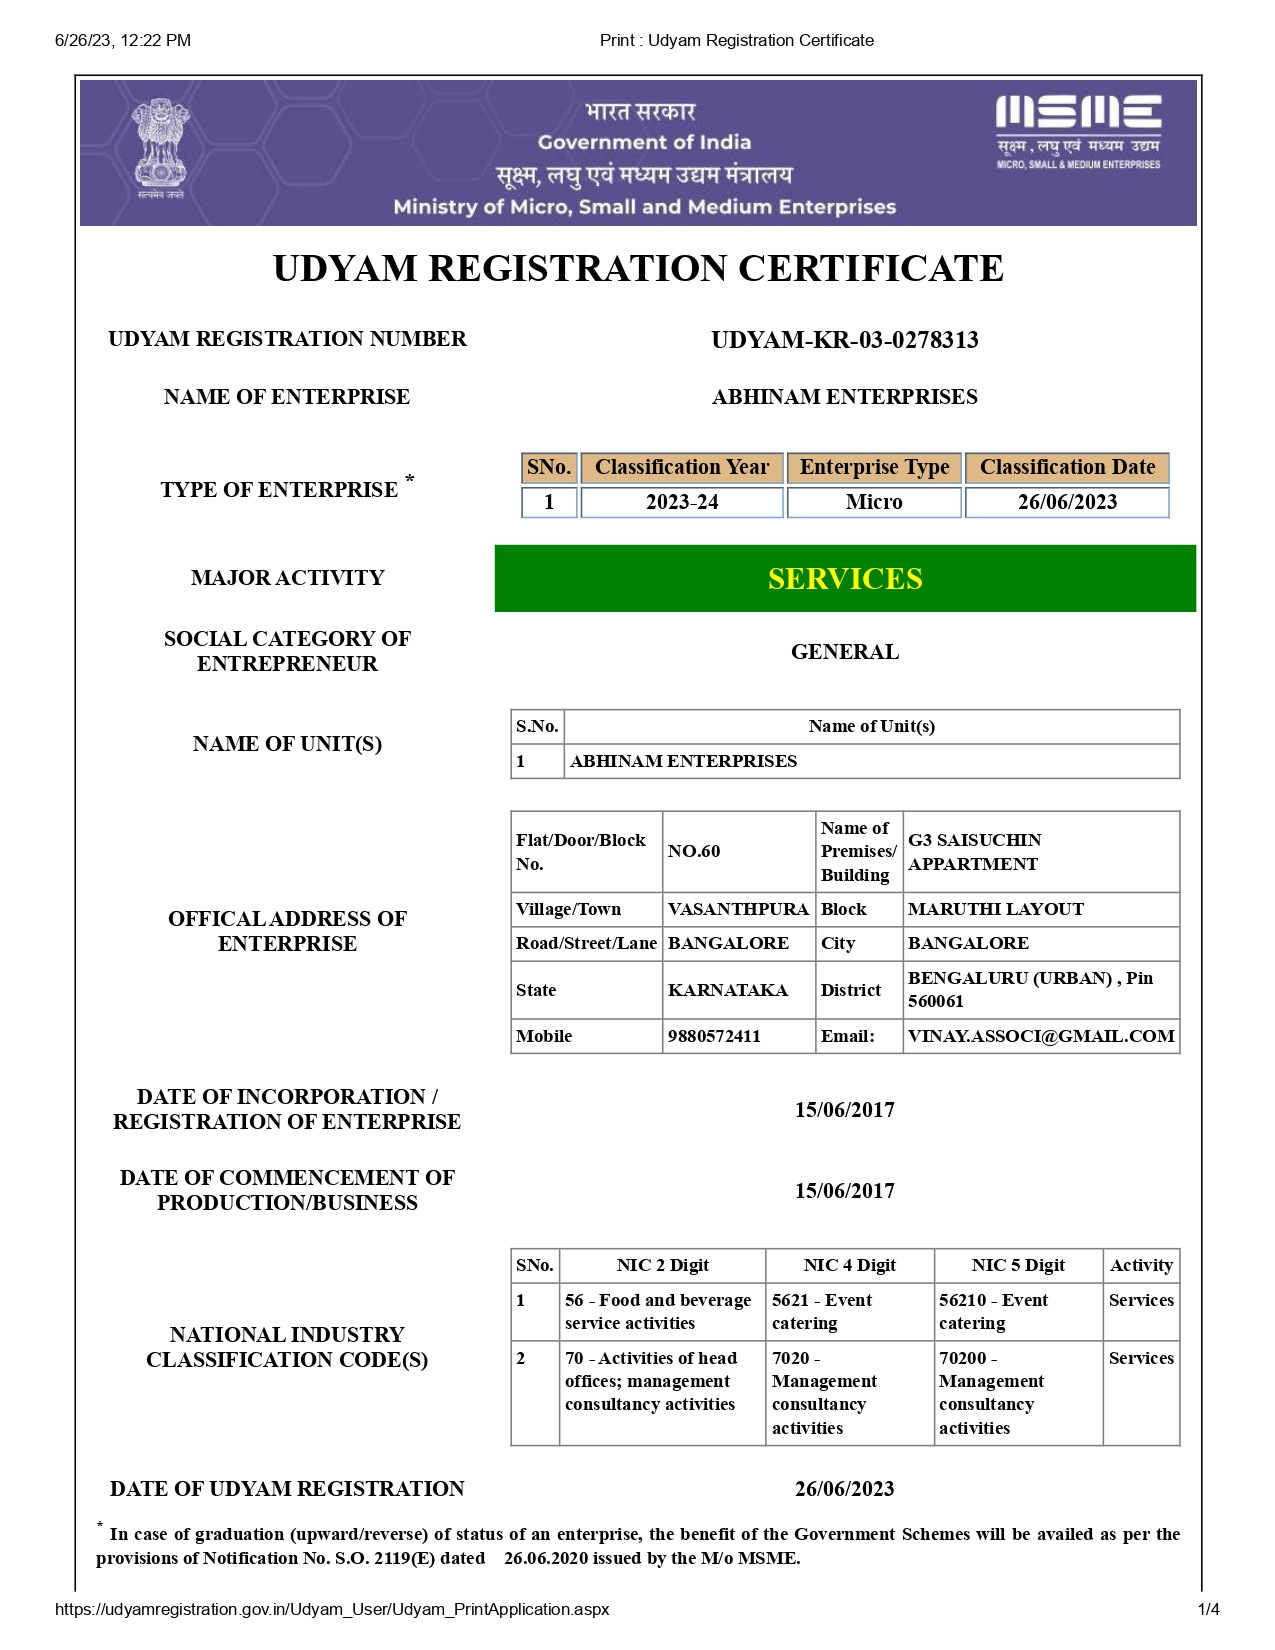 6/26/23, 12:22 PM
Print : Udyam Registration Certificate
सत्यमेव जयते
भारत सरकार
Government of India
सूक्ष्म, लघु एवं मध्यम उद्यम मंत्रालय
Ministry of Micro, Small and Medium Enterprises
MSME
सूक्ष्म , लघु एवं मध्यम उद्यम
MICRO, SMALL & MEDIUM ENTERPRISES
UDYAM REGISTRATION CERTIFICATE
UDYAM REGISTRATION NUMBER UDYAM-KR-03-0278313
NAME OF ENTERPRISE ABHINAM ENTERPRISES
TYPE OF ENTERPRISE *
SNo. Classification Year Enterprise Type Classification Date
1 2023-24 Micro 26/06/2023
MAJOR ACTIVITY SERVICES
SOCIAL CATEGORY OF
ENTREPRENEUR
GENERAL
NAME OF UNIT(S)
S.No. Name of Unit(s)
1 ABHINAM ENTERPRISES
OFFICAL ADDRESS OF
ENTERPRISE
Flat/Door/Block
No.
NO.60
Name of
Premises/
Building
G3 SAISUCHIN
APPARTMENT
Village/Town VASANTHPURA Block MARUTHI LAYOUT
Road/Street/Lane BANGALORE City BANGALORE
State KARNATAKA District
BENGALURU (URBAN) , Pin
560061
Mobile 9880572411 Email: VINAY.ASSOCI@GMAIL.COM
DATE OF INCORPORATION /
REGISTRATION OF ENTERPRISE
15/06/2017
DATE OF COMMENCEMENT OF
PRODUCTION/BUSINESS
15/06/2017
NATIONAL INDUSTRY
CLASSIFICATION CODE(S)
SNo. NIC 2 Digit NIC 4 Digit NIC 5 Digit Activity
1 56 - Food and beverage 5621 - Event 56210 - Event Services
service activities catering catering
2 70 - Activities of head 7020 - 70200 - Services
offices; management Management Management
consultancy activities consultancy consultancy
activities activities
DATE OF UDYAM REGISTRATION 26/06/2023
* In case of graduation (upward/reverse) of status of an enterprise, the benefit of the Government Schemes will be availed as per the
provisions of Notification No. S.O. 2119(E) dated 26.06.2020 issued by the M/o MSME.
https://udyamregistration.gov.in/Udyam_User/Udyam_PrintApplication.aspx 1/4